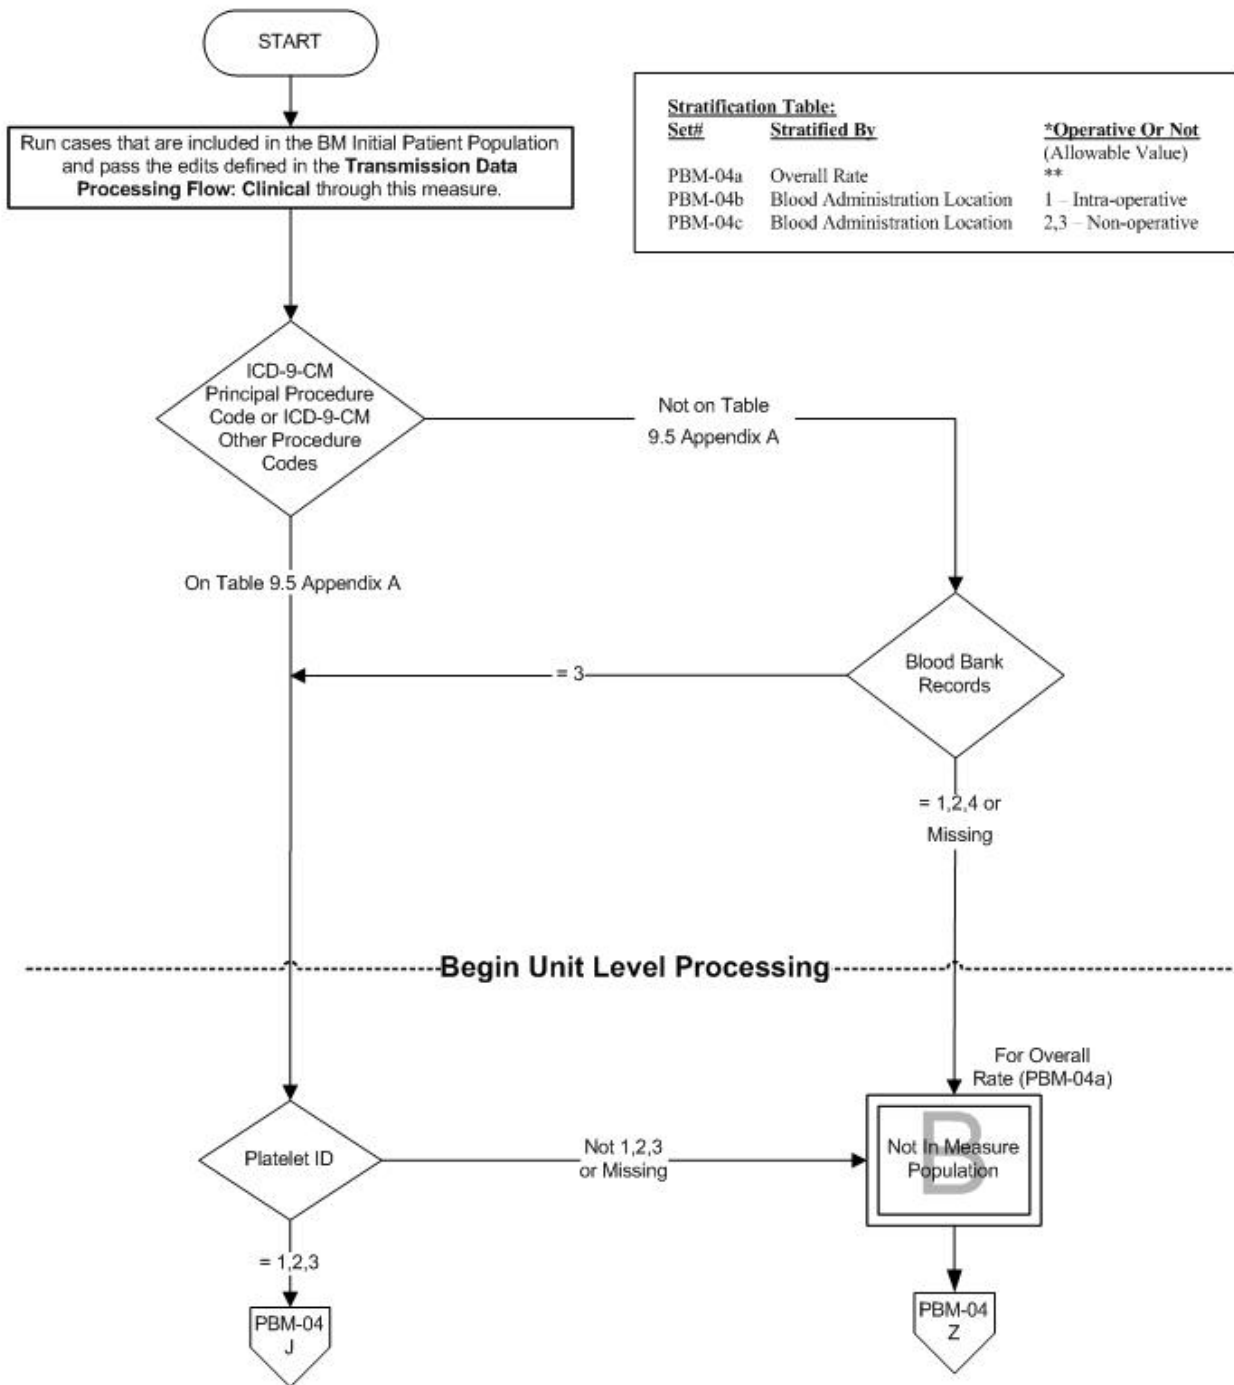 START
Run cases that are included in the BM Initial Patient Population
and pass the edits defined in the Transmission Data
Processing Flow: Clinical through this measure.
Stratification Table:
Set# Stratified By *Operative Or Not
(Allowable Value)
PBM-04a Overall Rate **
PBM-04b Blood Administration Location 1 – Intra-operative
PBM-04c Blood Administration Location 2,3 – Non-operative
ICD-9-CM
Principal Procedure
Code or ICD-9-CM
Other Procedure
Codes
Not on Table
9.5 Appendix A
On Table 9.5 Appendix A
Blood Bank
Records
= 3
= 1,2,4 or
Missing
Begin Unit Level Processing
For Overall
Rate (PBM-04a)
Platelet ID
Not 1,2,3
or Missing
B
Not In Measure
Population
= 1,2,3
PBM-04
J
PBM-04
Z